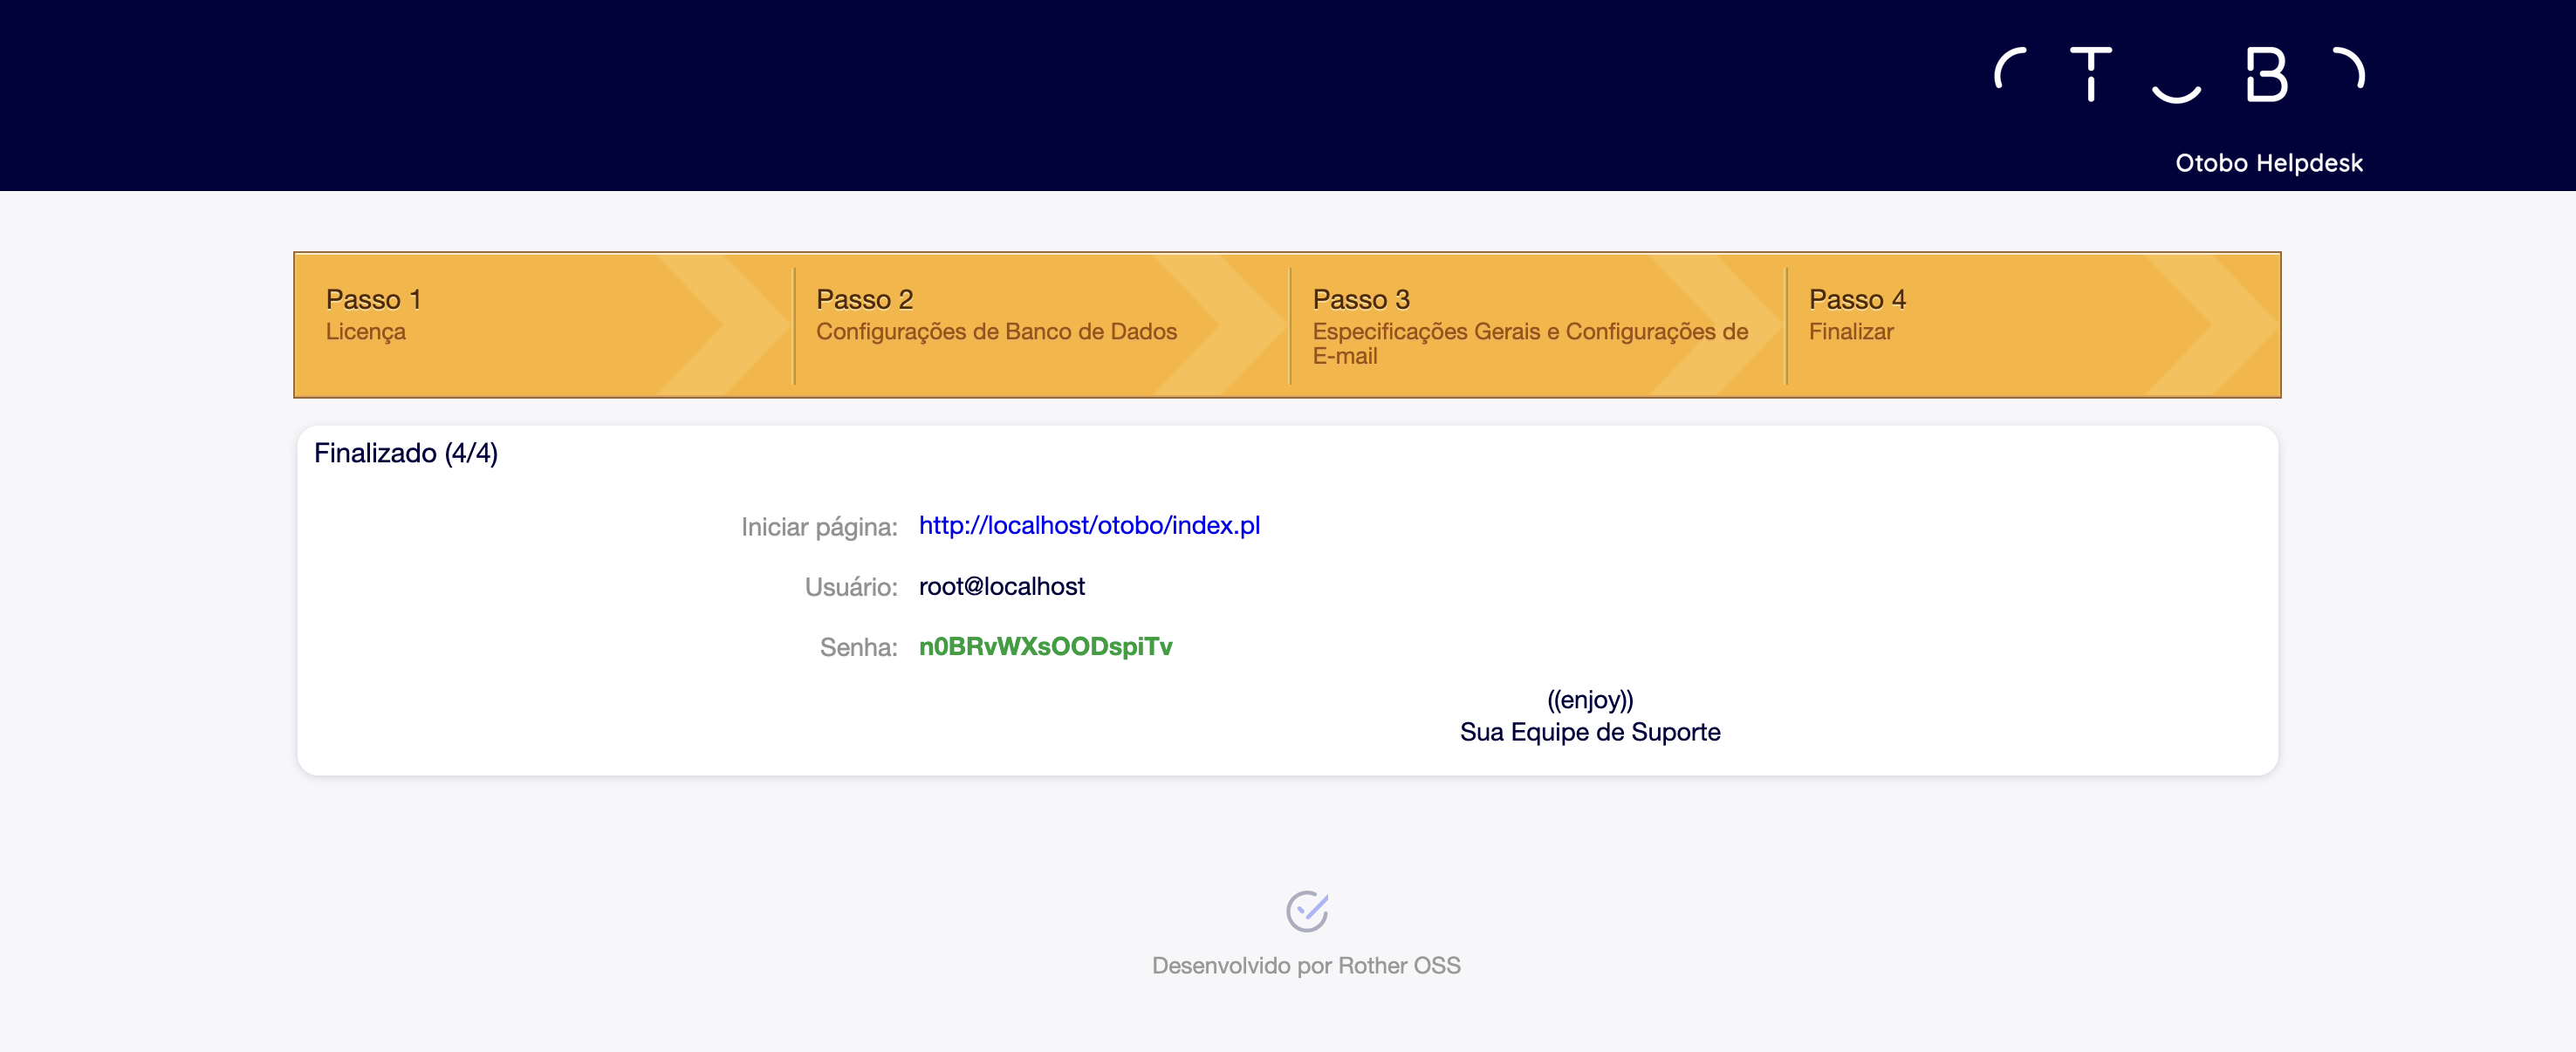 OTOBO
Otobo Helpdesk
Passo 1
Licença
Passo 2
Configurações de Banco de Dados
Passo 3
Especificações Gerais e Configurações de
E-mail
Passo 4
Finalizar
Finalizado (4/4)
Iniciar página: http://localhost/otobo/index.pl
Usuário: root@localhost
Senha: n0BRvWXsOODspiTv
((enjoy))
Sua Equipe de Suporte
Desenvolvido por Rother OSS